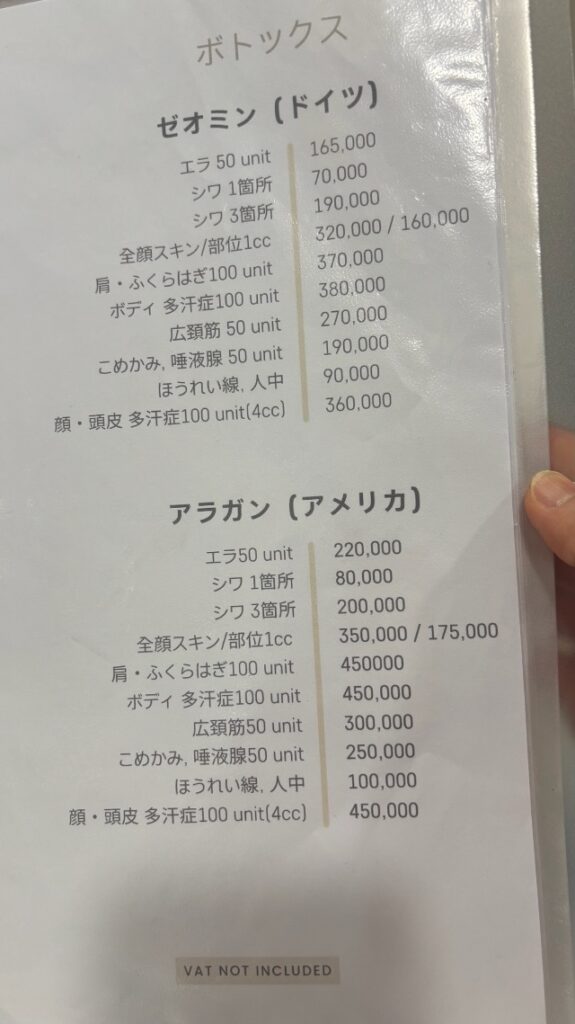 ボトックス
ゼオミン (ドイツ)
エラ 50 unit 165,000
シワ 1箇所 70,000
シワ 3箇所 190,000
全顔スキン/部位1cc 320,000 / 160,000
肩・ふくらはぎ100 unit 370,000
ボディ 多汗症100 unit 380,000
広頚筋 50 unit 270,000
こめかみ, 唾液腺 50 unit 190,000
ほうれい線, 人中 90,000
顔・頭皮 多汗症100 unit(4cc) 360,000
アラガン (アメリカ)
エラ50 unit 220,000
シワ 1箇所 80,000
シワ 3箇所 200,000
全顔スキン/部位1cc 350,000 / 175,000
肩・ふくらはぎ100 unit 450000
ボディ 多汗症100 unit 450,000
広頚筋50 unit 300,000
こめかみ, 唾液腺50 unit 250,000
ほうれい線, 人中 100,000
顔・頭皮 多汗症100 unit(4cc) 450,000
VAT NOT INCLUDED